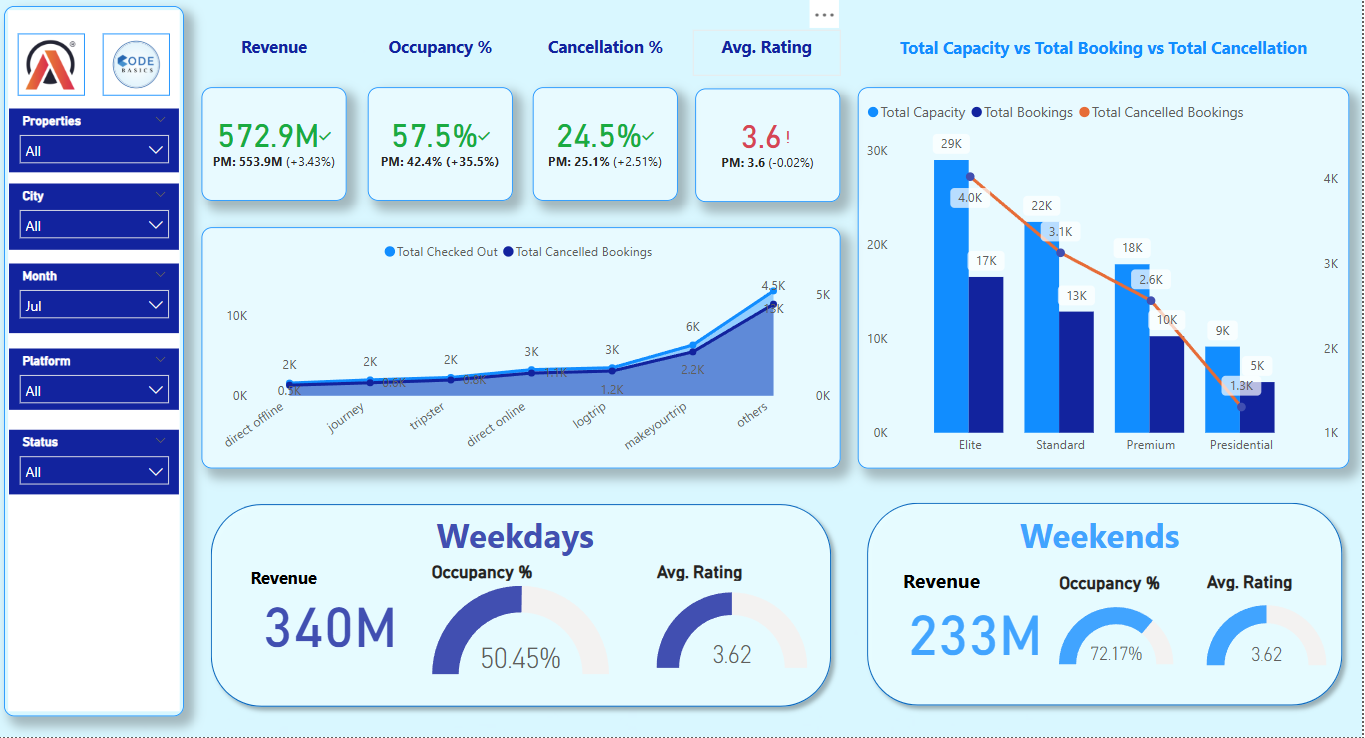 ...
Revenue
Occupancy %
Cancellation %
Avg. Rating
Total Capacity vs Total Booking vs Total Cancellation
CODE
BASICS
Properties
All
City
All
Month
Jul
Platform
All
Status
All
572.9M
PM: 553.9M (+3.43%)
57.5%
PM: 42.4% (+35.5%)
24.5%
PM: 25.1% (+2.51%)
3.6 !
PM: 3.6 (-0.02%)
Total Checked Out Total Cancelled Bookings
10K
0K
5K
0K
2K
2K
2K
3K
3K
6K
4.5K
0.8K
1.1K
1.2K
2.2K
13K
direct offline
journey
tripster
direct online
logtrip
makeyourtrip
others
Total Capacity Total Bookings Total Cancelled Bookings
30K
20K
10K
0K
4K
3K
2K
1K
29K
22K
18K
9K
17K
13K
10K
5K
4.0K
3.1K
2.6K
1.3K
Elite
Standard
Premium
Presidential
Weekdays
Revenue
340M
Occupancy %
50.45%
Avg. Rating
3.62
Weekends
Revenue
233M
Occupancy %
72.17%
Avg. Rating
3.62